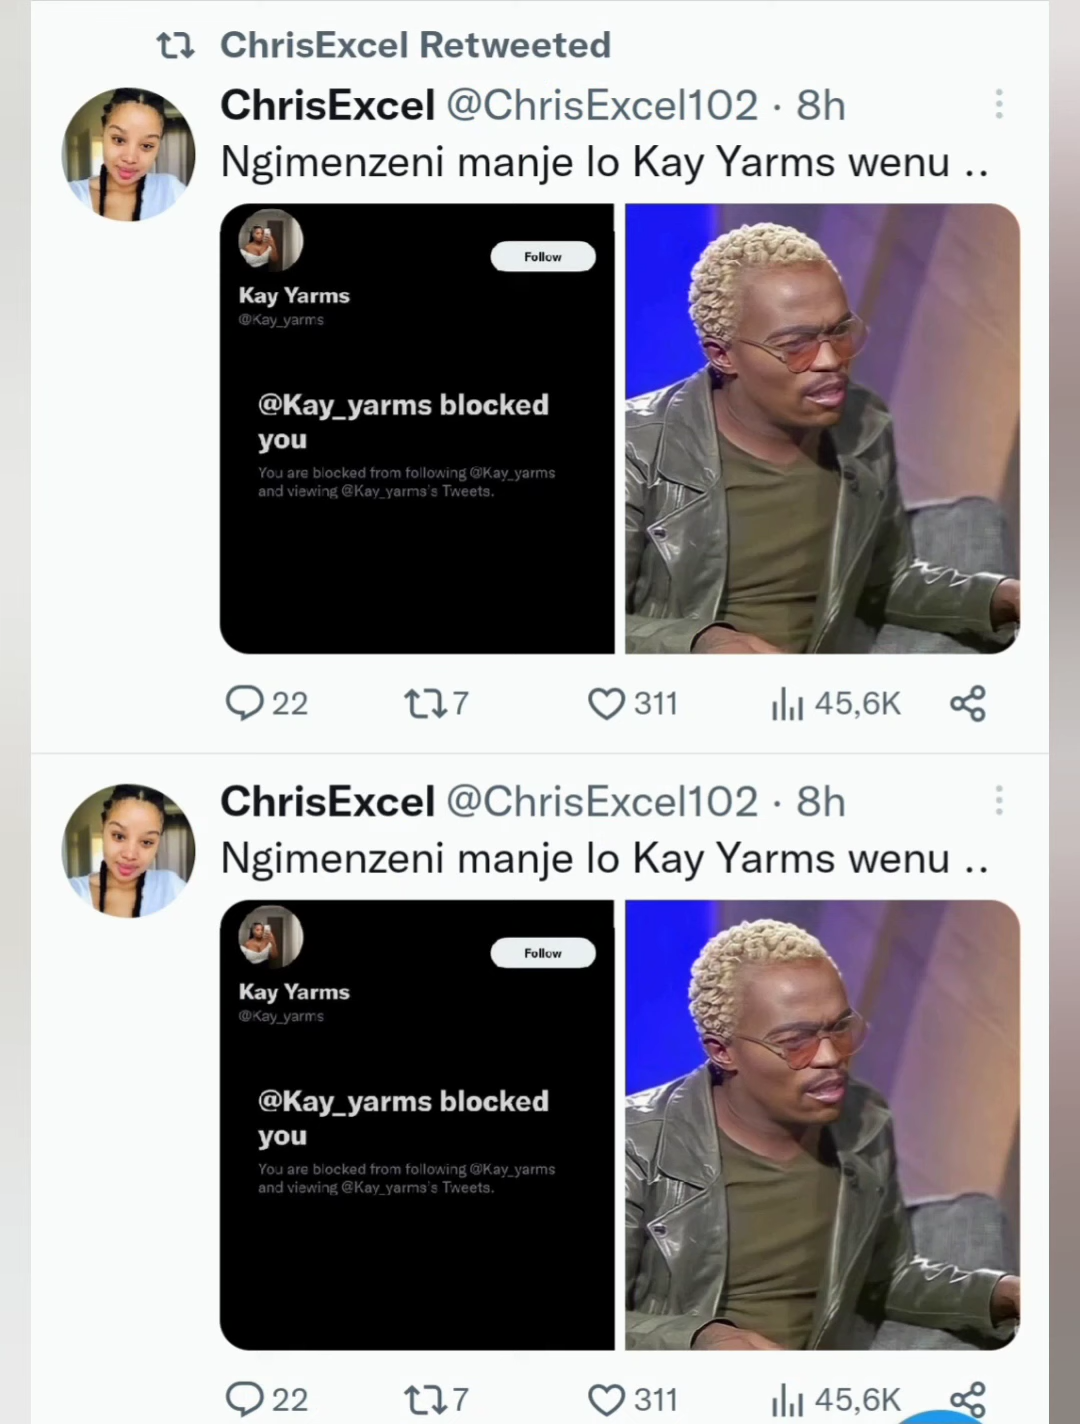 ChrisExcel Retweeted
ChrisExcel @ChrisExcel102 · 8h
Ngimenzeni manje lo Kay Yarms wenu ..
Follow
Kay Yarms
@Kay_yarms
@Kay_yarms blocked
you
You are blocked from following @Kay_yarms
and viewing @Kay_yarms's Tweets.
22 7 311 45,6K
ChrisExcel @ChrisExcel102 · 8h
Ngimenzeni manje lo Kay Yarms wenu ..
Follow
Kay Yarms
@Kay_yarms
@Kay_yarms blocked
you
You are blocked from following @Kay_yarms
and viewing @Kay_yarms's Tweets.
22 7 311 45,6K